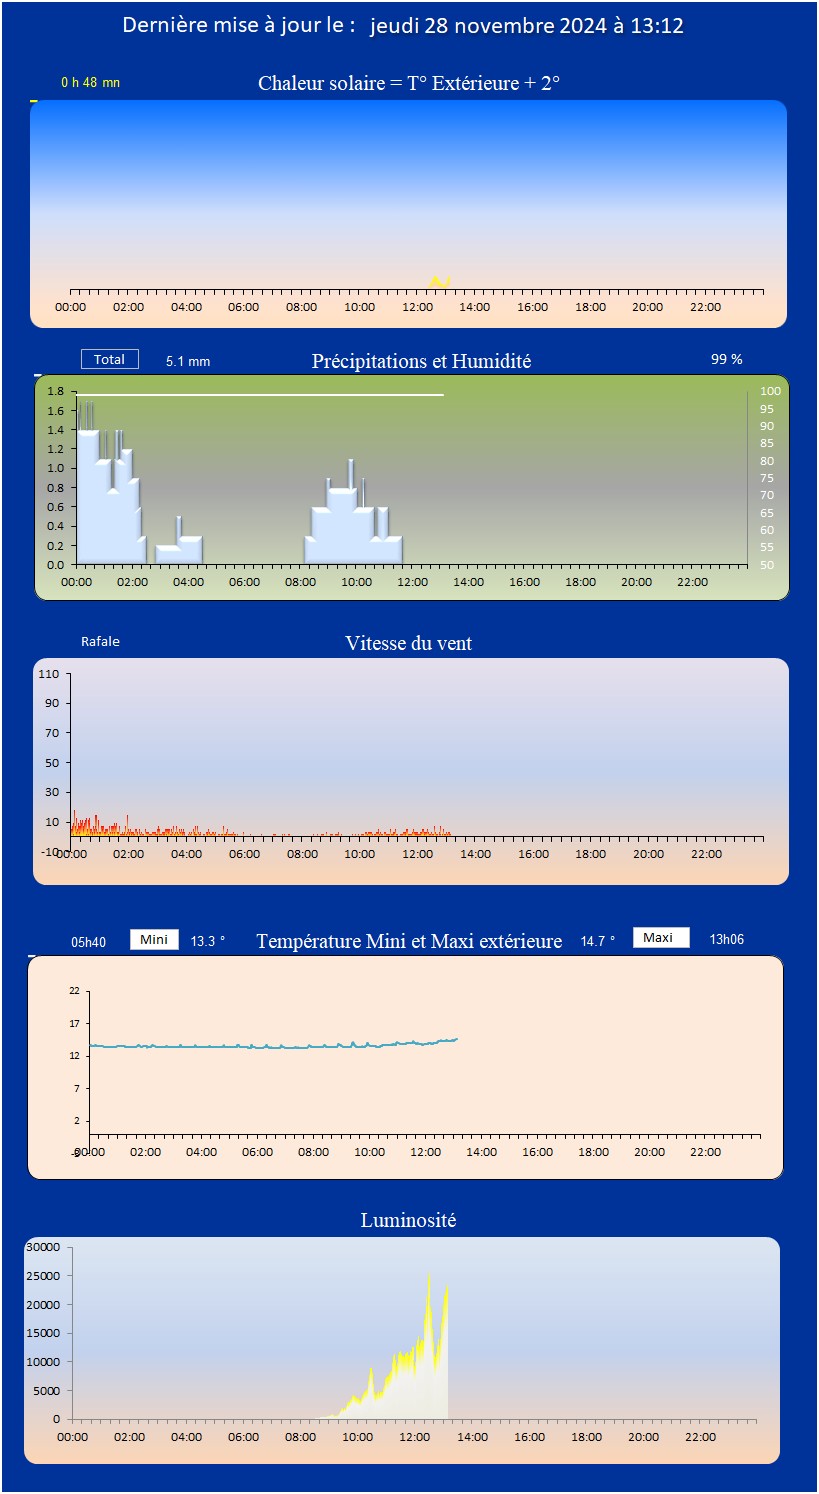 Dernière mise à jour le : jeudi 28 novembre 2024 à 13:12
0 h 48 mn Chaleur solaire = T° Extérieure + 2°
00:00 02:00 04:00 06:00 08:00 10:00 12:00 14:00 16:00 18:00 20:00 22:00
Total 5.1 mm Précipitations et Humidité 99 %
1.8 100
1.6 95
1.4 90
85
1.2 80
1.0 75
0.8 70
0.6 65
0.4 60
0.2 55
0.0 50
00:00 02:00 04:00 06:00 08:00 10:00 12:00 14:00 16:00 18:00 20:00 22:00
Rafale Vitesse du vent
110
90
70
50
30
10
-10 00:00 02:00 04:00 06:00 08:00 10:00 12:00 14:00 16:00 18:00 20:00 22:00
05h40 Mini 13.3 ° Température Mini et Maxi extérieure 14.7 ° Maxi 13h06
22
17
12
7
2
-3 00:00 02:00 04:00 06:00 08:00 10:00 12:00 14:00 16:00 18:00 20:00 22:00
Luminosité
30000
25000
20000
15000
10000
5000
0
00:00 02:00 04:00 06:00 08:00 10:00 12:00 14:00 16:00 18:00 20:00 22:00